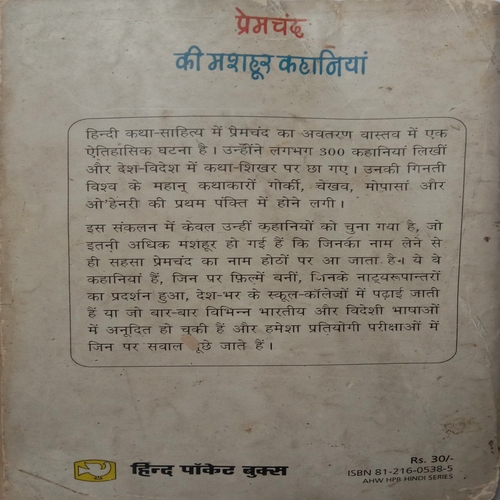 प्रेमचंद
की मशहूर कहानियां
हिन्दी कथा-साहित्य में प्रेमचंद का अवतरण वास्तव में एक
ऐतिहासिक घटना है। उन्होंने लगभग 300 कहानियां लिखीं
और देश-विदेश में कथा-शिखर पर छा गए। उनकी गिनती
विश्व के महान् कथाकारों गोर्की, चेखव, मोपासां और
ओ'हेनरी की प्रथम पंक्ति में होने लगी।
इस संकलन में केवल उन्हीं कहानियों को चुना गया है, जो
इतनी अधिक मशहूर हो गई हैं कि जिनका नाम लेने से
ही सहसा प्रेमचंद का नाम होठों पर आ जाता है। ये वे
कहानियां हैं, जिन पर फ़िल्में बनीं, जिनके नाट्यरूपान्तरों
का प्रदर्शन हुआ, देश-भर के स्कूल-कॉलेजों में पढ़ाई जाती
हैं या जो बार-बार विभिन्न भारतीय और विदेशी भाषाओं
में अनूदित हो चुकी हैं और हमेशा प्रतियोगी परीक्षाओं में
जिन पर सवाल पूछे जाते हैं।
हिन्द पॉकेट बुक्स
Rs. 30/-
ISBN 81-216-0538-5
AHW HPB HINDI SERIES